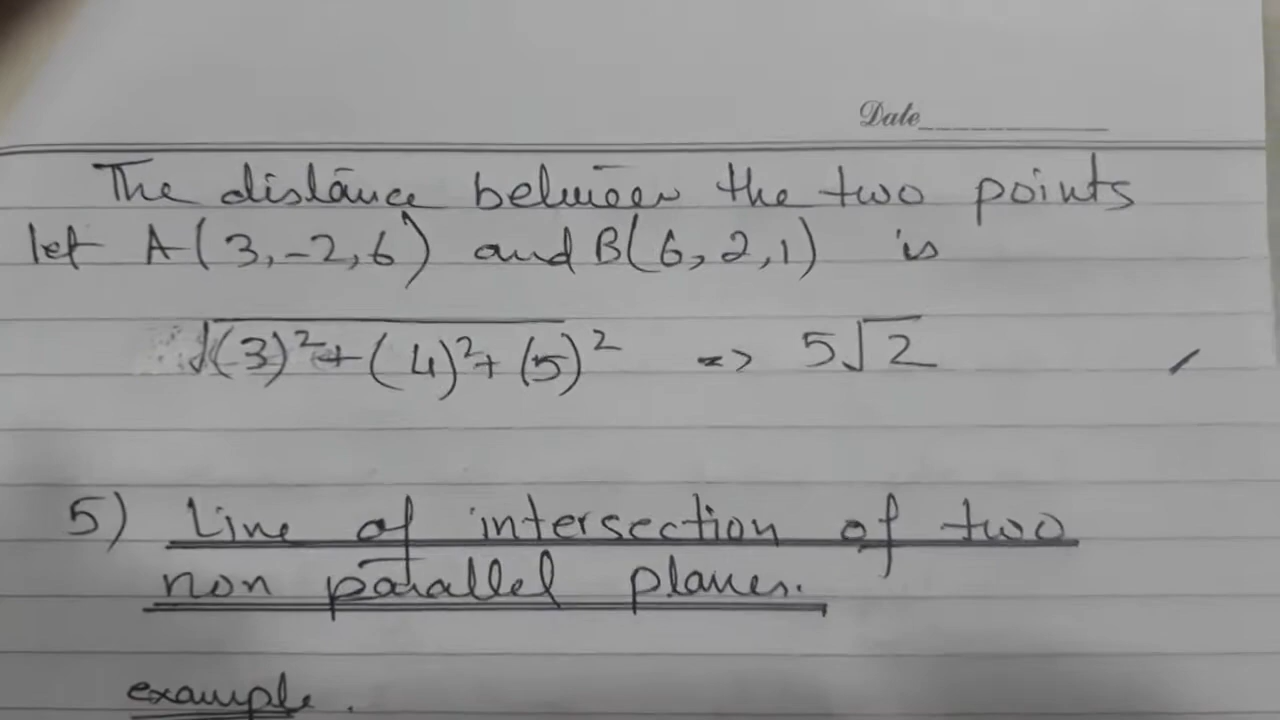 Date
The distance between the two points
let A(3,-2,6) and B(6,2,1) is
√(3)²+(4)²+(5)² => 5√2
5) Line of intersection of two
non parallel planes.
example.